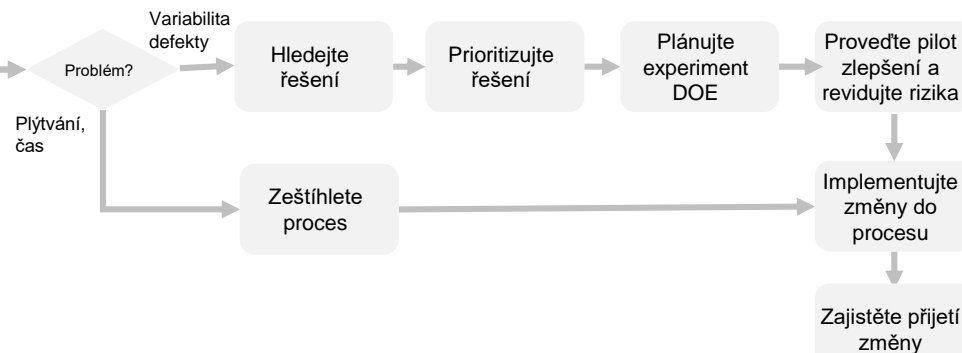 Variabilita
defekty
Problém?
Hledejte
řešení
Prioritizujte
řešení
Plánujte
experiment
DOE
Proveďte pilot
zlepšení a
revidujte rizika
Plýtvání,
čas
Zeštíhlete
proces
Implementujte
změny do
procesu
Zajistěte přijetí
změny